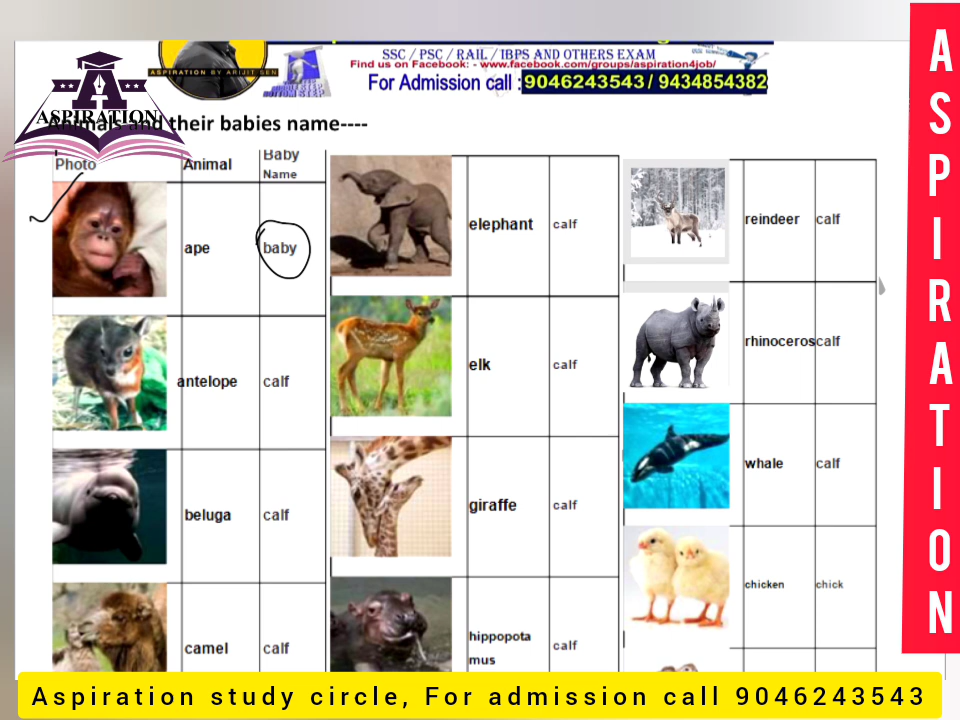 SSC / PSC / RAIL / IBPS AND OTHERS EXAM
Find us on Facebook: - www.facebook.com/groups/aspiration4job/
ASPIRATION BY ARIJIT SEN
For Admission call : 9046243543 / 9434854382
ASPIRATION
Animals and their babies name----
Photo Animal Baby Name
ape baby
antelope calf
beluga calf
camel calf
elephant calf
elk calf
giraffe calf
hippopota
mus calf
reindeer calf
rhinoceros calf
whale calf
chicken chick
ASPIRATION
Aspiration study circle, For admission call 9046243543